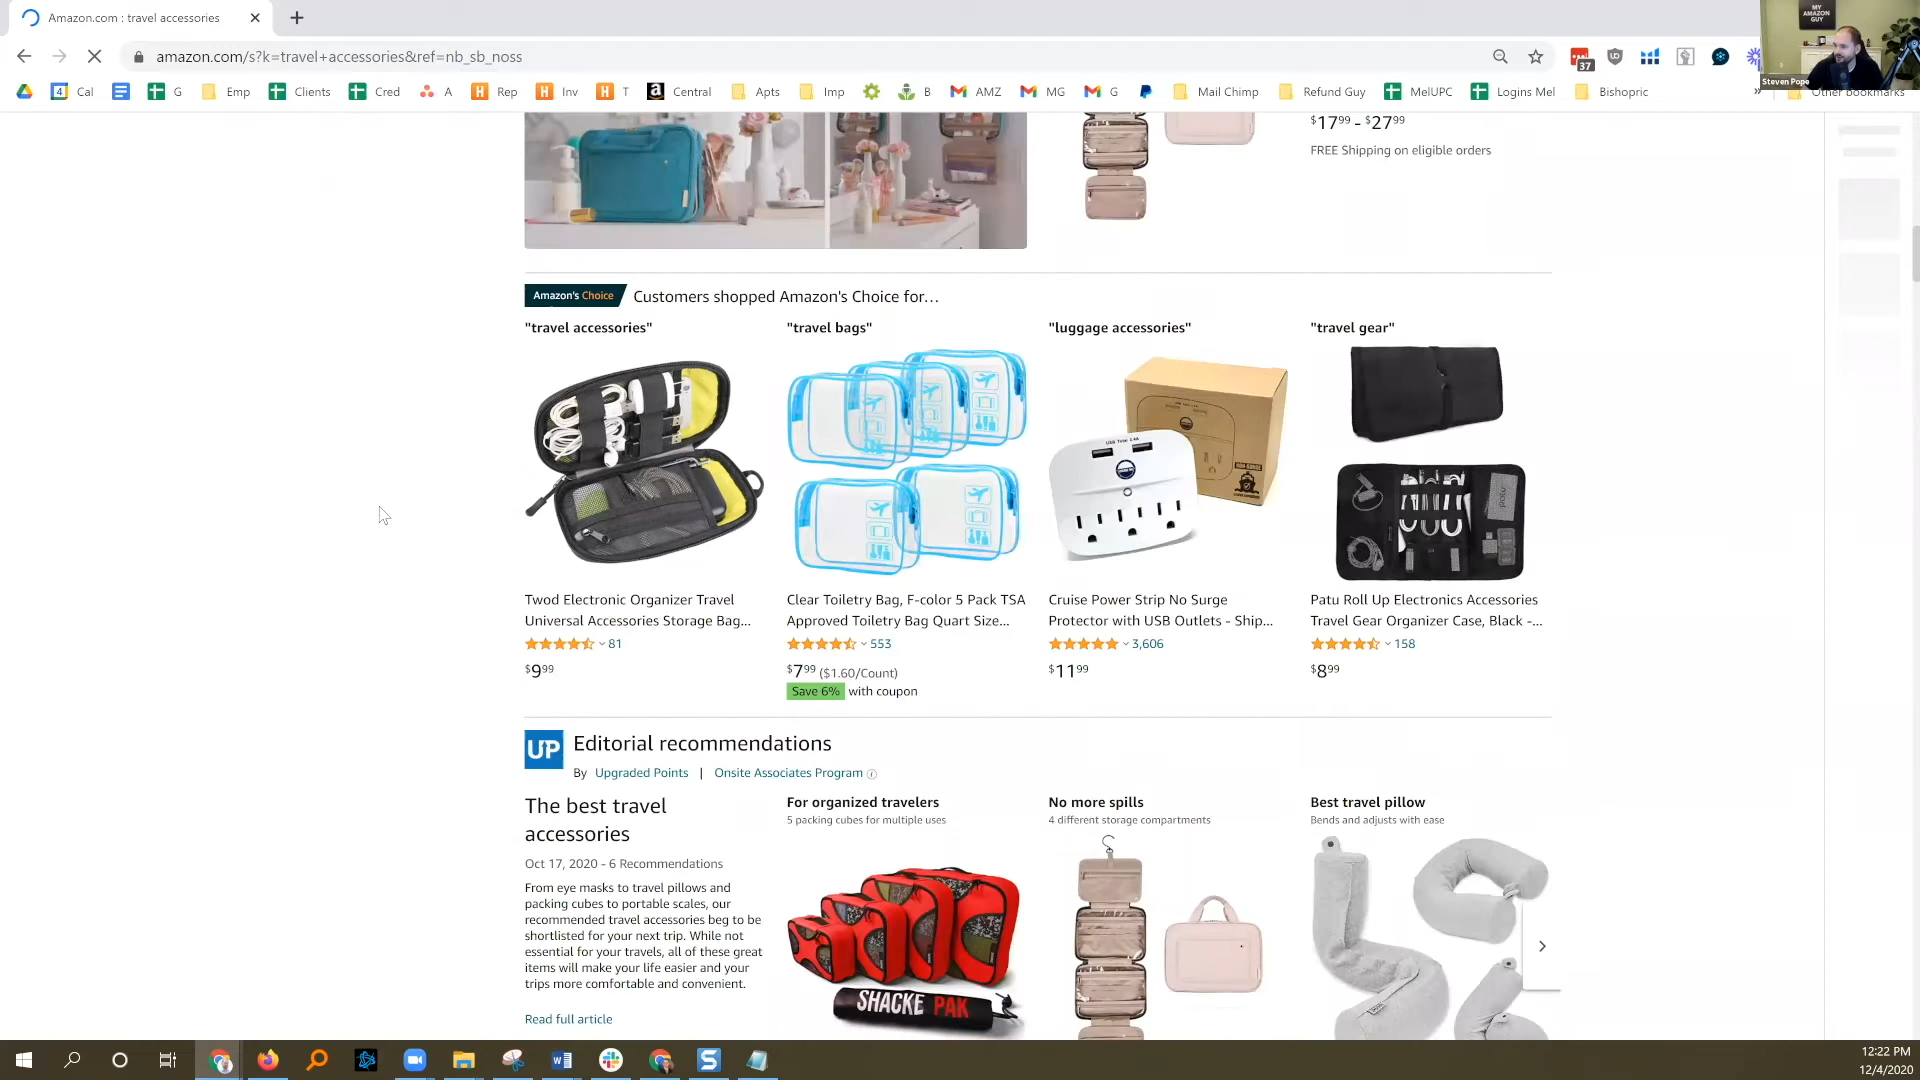 Amazon.com : travel accessories
amazon.com/s?k=travel+accessories&ref=nb_sb_noss
37
MY
AMAZON
GUY
Steven Pope
4 Cal
G
Emp
Clients
Cred
A
Rep
Inv
T
Central
Apts
Imp
B
AMZ
MG
G
Mail Chimp
Refund Guy
MelUPC
Logins Mel
Bishopric
»
Other bookmarks
$17.99 - $27.99
FREE Shipping on eligible orders
Amazon's Choice Customers shopped Amazon's Choice for…
"travel accessories"
"travel bags"
"luggage accessories"
"travel gear"
USB Total 2.4A
Twod Electronic Organizer Travel
Universal Accessories Storage Bag...
81
$9.99
Clear Toiletry Bag, F-color 5 Pack TSA
Approved Toiletry Bag Quart Size...
553
$7.99 ($1.60/Count)
Save 6% with coupon
Cruise Power Strip No Surge
Protector with USB Outlets - Ship...
3,606
$11.99
Patu Roll Up Electronics Accessories
Travel Gear Organizer Case, Black -...
158
$8.99
UP
Editorial recommendations
By Upgraded Points | Onsite Associates Program
The best travel
accessories
Oct 17, 2020 - 6 Recommendations
From eye masks to travel pillows and
packing cubes to portable scales, our
recommended travel accessories beg to be
shortlisted for your next trip. While not
essential for your travels, all of these great
items will make your life easier and your
trips more comfortable and convenient.
Read full article
For organized travelers
5 packing cubes for multiple uses
SHACKE PAK
No more spills
4 different storage compartments
Best travel pillow
Bends and adjusts with ease
12:22 PM
12/4/2020